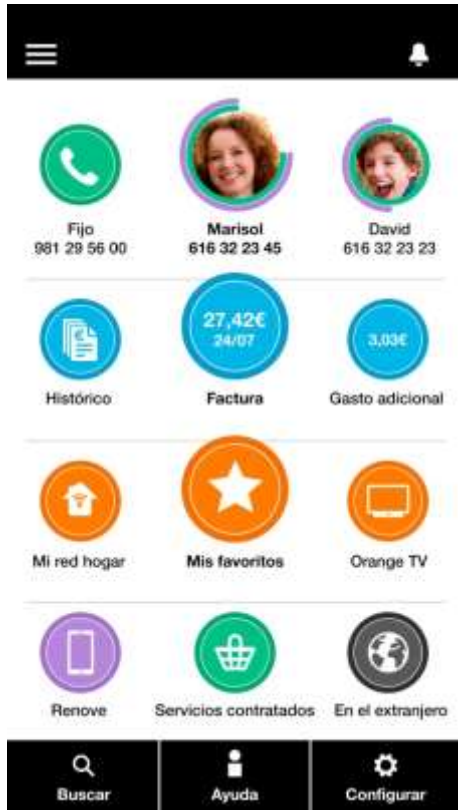 Fijo
981 29 56 00
Marisol
616 32 23 45
David
616 32 23 23
27,42€
24/07
3,03€
Histórico
Factura
Gasto adicional
Mi red hogar
Mis favoritos
Orange TV
Renove
Servicios contratados
En el extranjero
Buscar
Ayuda
Configurar